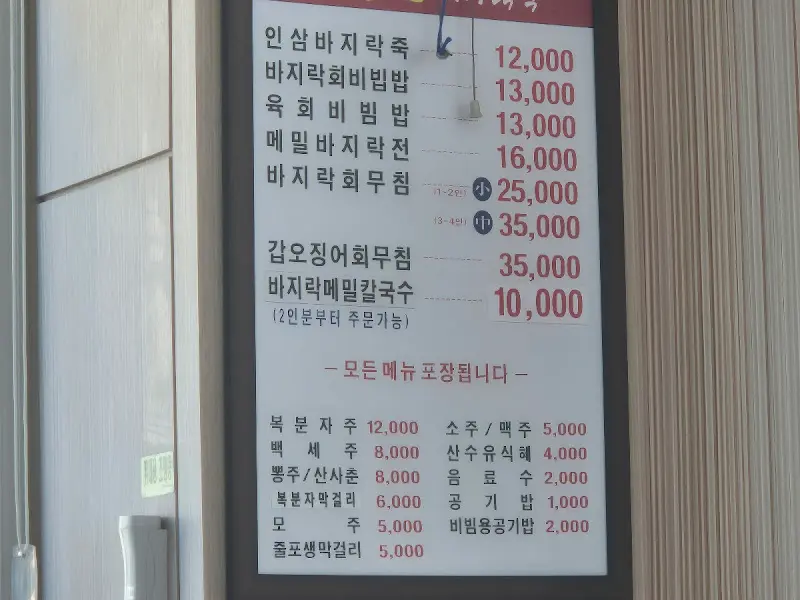 인삼바지락죽 12,000
바지락회비빔밥 13,000
육회비빔밥 13,000
메밀바지락전 16,000
바지락회무침 (1~2인) 小 25,000
(3~4인) 中 35,000
갑오징어회무침 35,000
바지락메밀칼국수 10,000
(2인분부터 주문가능)
- 모든 메뉴 포장됩니다 -
복분자주 12,000
백세주 8,000
뽕주/산사춘 8,000
복분자막걸리 6,000
모주 5,000
줄포생막걸리 5,000
소주/맥주 5,000
산수유식혜 4,000
음료수 2,000
공기밥 1,000
비빔용공기밥 2,000